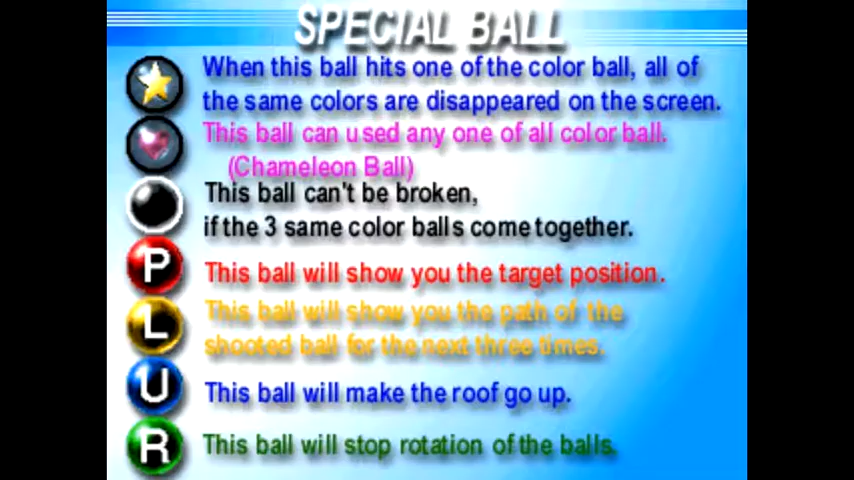 SPECIAL BALL
When this ball hits one of the color ball, all of
the same colors are disappeared on the screen.
This ball can used any one of all color ball.
(Chameleon Ball)
This ball can't be broken,
if the 3 same color balls come together.
P This ball will show you the target position.
This ball will show you the path of the
L shooted ball for the next three times.
U This ball will make the roof go up.
R This ball will stop rotation of the balls.